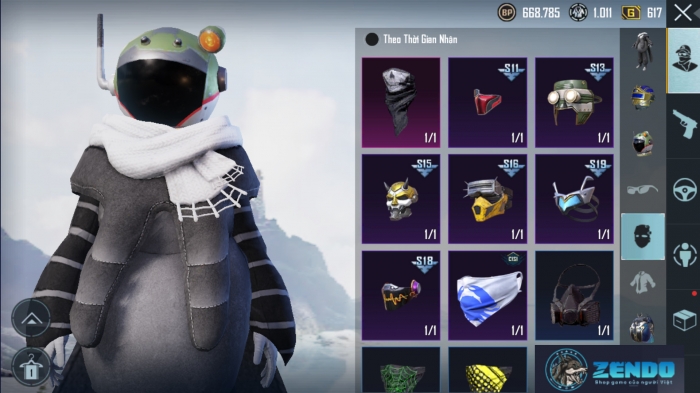 BP 668.785 1.011 G 617
Theo Thời Gian Nhận
S11 S13
1/1 1/1 1/1
S15 S16 S19
1/1 1/1 1/1
S18
1/1 1/1 1/1
ZENDO
Shop game của người Việt